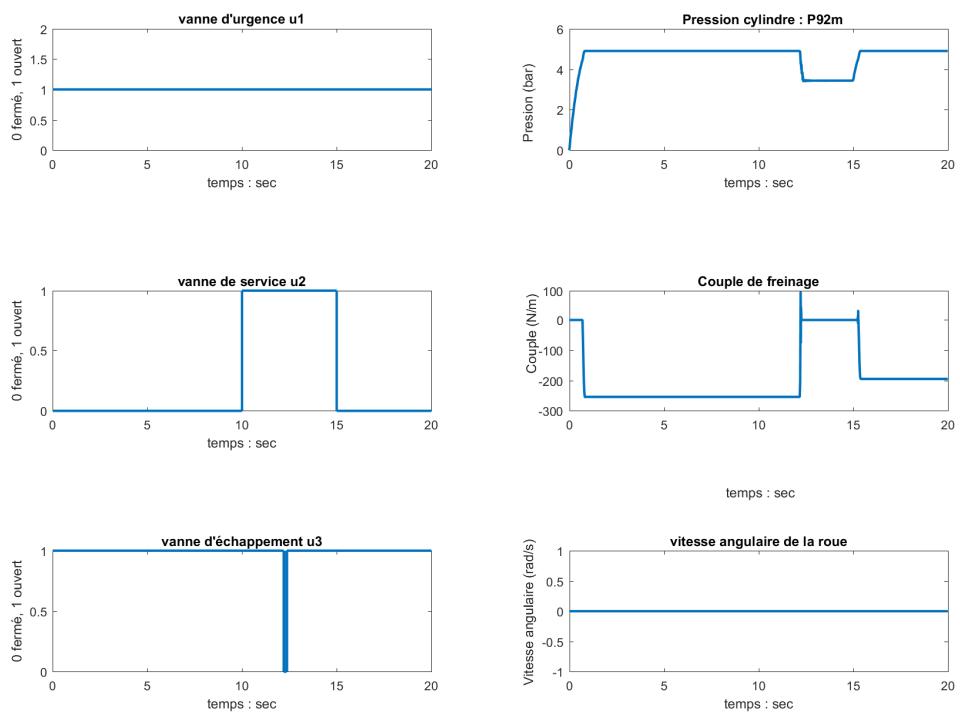 vanne d'urgence u1
2
1.5
1
0.5
0
0 fermé, 1 ouvert
0 5 10 15 20
temps : sec
Pression cylindre : P92m
6
4
2
0
Presion (bar)
0 5 10 15 20
temps : sec
vanne de service u2
1
0.5
0
0 fermé, 1 ouvert
0 5 10 15 20
temps : sec
Couple de freinage
100
0
-100
-200
-300
Couple (N/m)
0 5 10 15 20
temps : sec
vanne d'échappement u3
1
0.5
0
0 fermé, 1 ouvert
0 5 10 15 20
temps : sec
vitesse angulaire de la roue
1
0.5
0
-0.5
-1
Vitesse angulaire (rad/s)
0 5 10 15 20
temps : sec